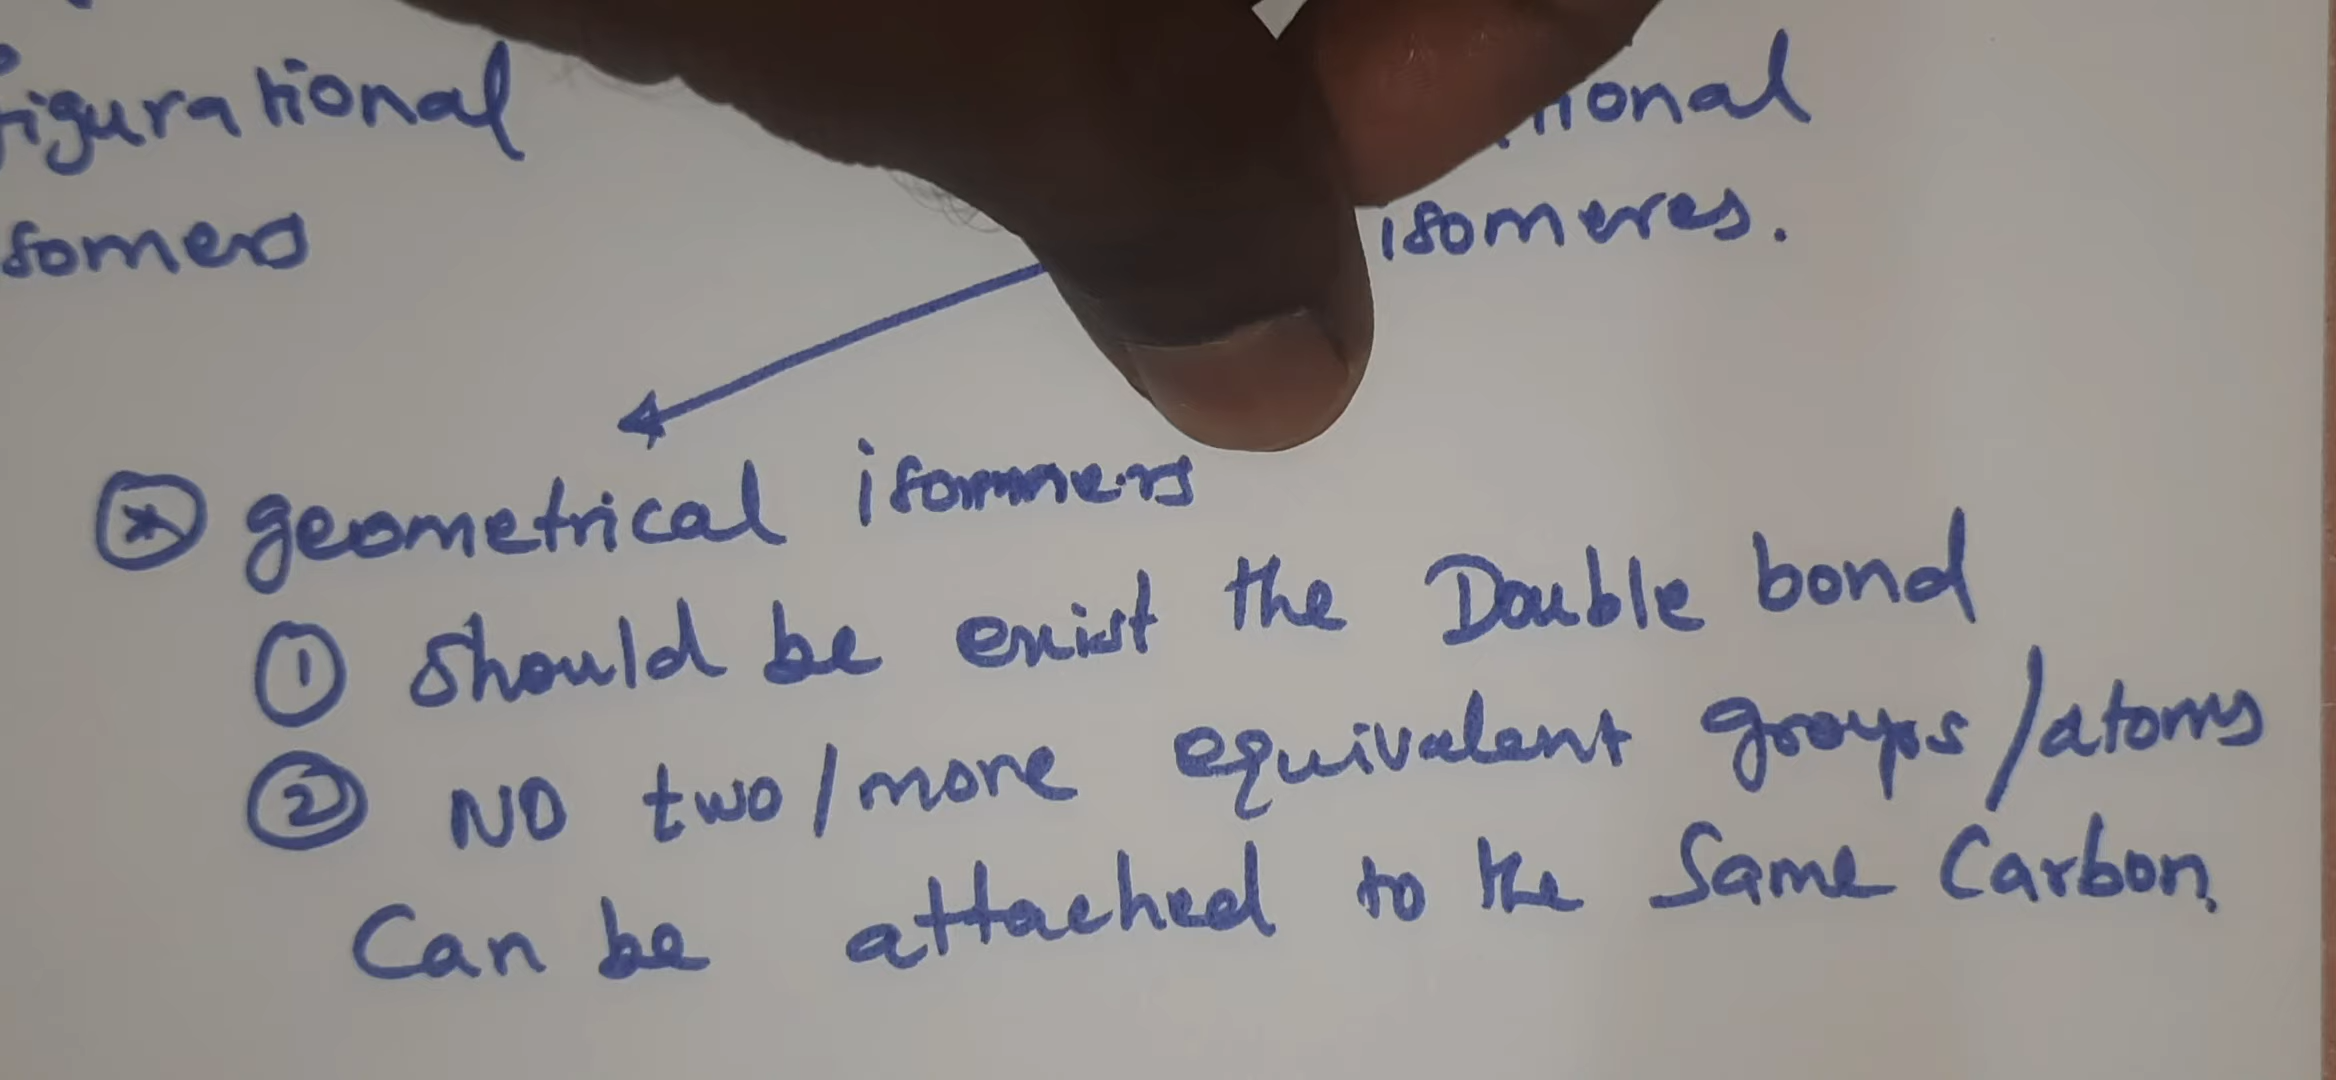 figurational
somers
isomeres.
geometrical isommers
① should be exist the Double bond
② NO two/more equivalent groups/atoms
Can be attached to the Same Carbon.